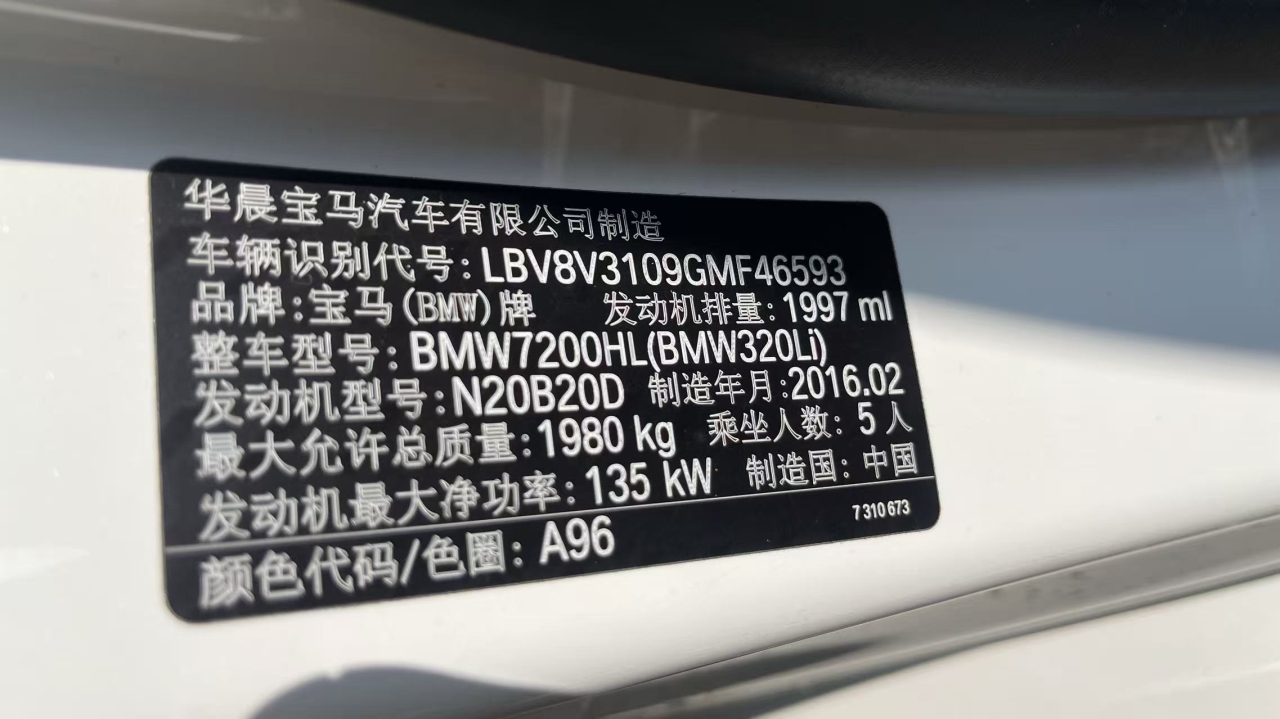 华晨宝马汽车有限公司制造
车辆识别代号:LBV8V3109GMF46593
品牌:宝马(BMW)牌 发动机排量:1997 ml
整车型号:BMW7200HL(BMW320Li)
发动机型号:N20B20D 制造年月:2016.02
最大允许总质量:1980 kg 乘坐人数:5人
发动机最大净功率:135 kW 制造国:中国
7 310 673
颜色代码/色圈:A96